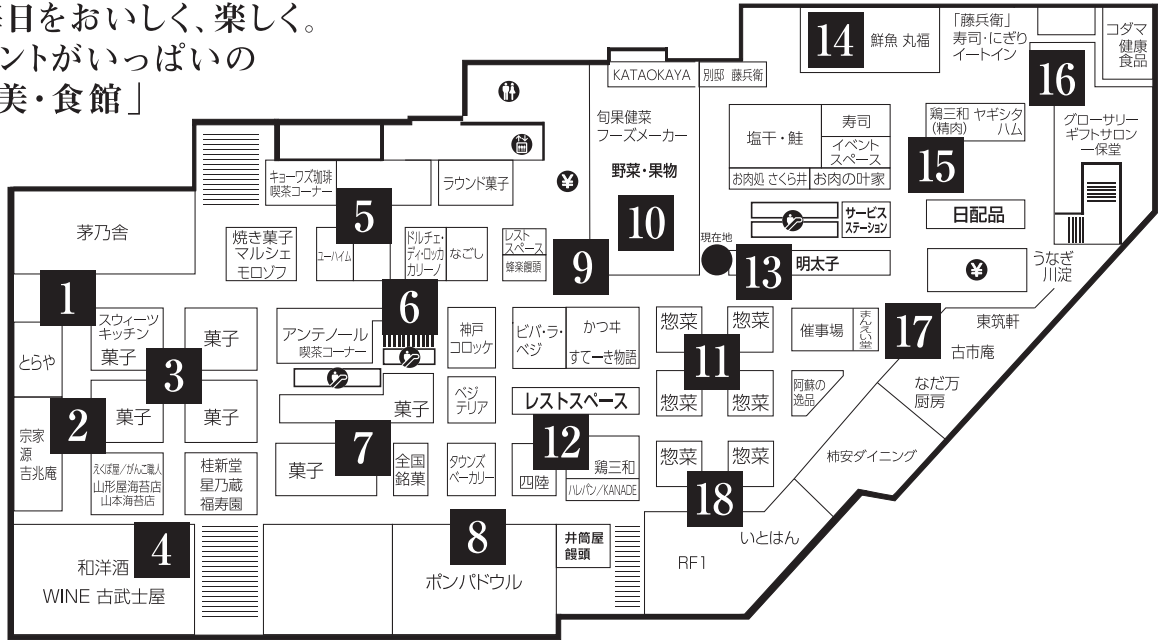 毎日をおいしく、楽しく。
ントがいっぱいの
美・食館」
14
鮮魚 丸福
「藤兵衛」
寿司・にぎり
イートイン
コダマ
健康
食品
16
KATAOKAYA
別邸 藤兵衛
旬果健菜
フーズメーカー
野菜・果物
10
塩干・鮭
寿司
イベント
スペース
お肉処 さくら井
お肉の叶家
鶏三和
(精肉)
ヤギシタ
ハム
15
グローサリー
ギフトサロン
一保堂
キョーワズ珈琲
喫茶コーナー
5
ラウンド菓子
¥
茅乃舎
焼き菓子
マルシェ
モロゾフ
ユーハイム
ドルチェ・
ディ・ロッカ
カリーノ
なごし
レスト
スペース
蜂楽饅頭
9
サービス
ステーション
日配品
現在地
13
明太子
¥
うなぎ
川淀
1
とらや
スウィーツ
キッチン
菓子
菓子
3
菓子
菓子
アンテノール
喫茶コーナー
6
神戸
コロッケ
ビバ・ラ・
ベジ
かつヰ
すてーき物語
惣菜
惣菜
11
惣菜
惣菜
催事場
まんえい堂
17
東筑軒
古市庵
なだ万
厨房
2
宗家
源
吉兆庵
えくぼ屋/がんこ職人
山形屋海苔店
山本海苔店
桂新堂
星乃蔵
福寿園
菓子
7
菓子
全国
銘菓
ベジ
テリア
タウンズ
ベーカリー
レストスペース
12
四陸
鶏三和
ハレパン/KANADE
阿蘇の
逸品
惣菜
惣菜
18
柿安ダイニング
いとはん
RF1
4
和洋酒
WINE 古武士屋
8
ポンパドウル
井筒屋
饅頭